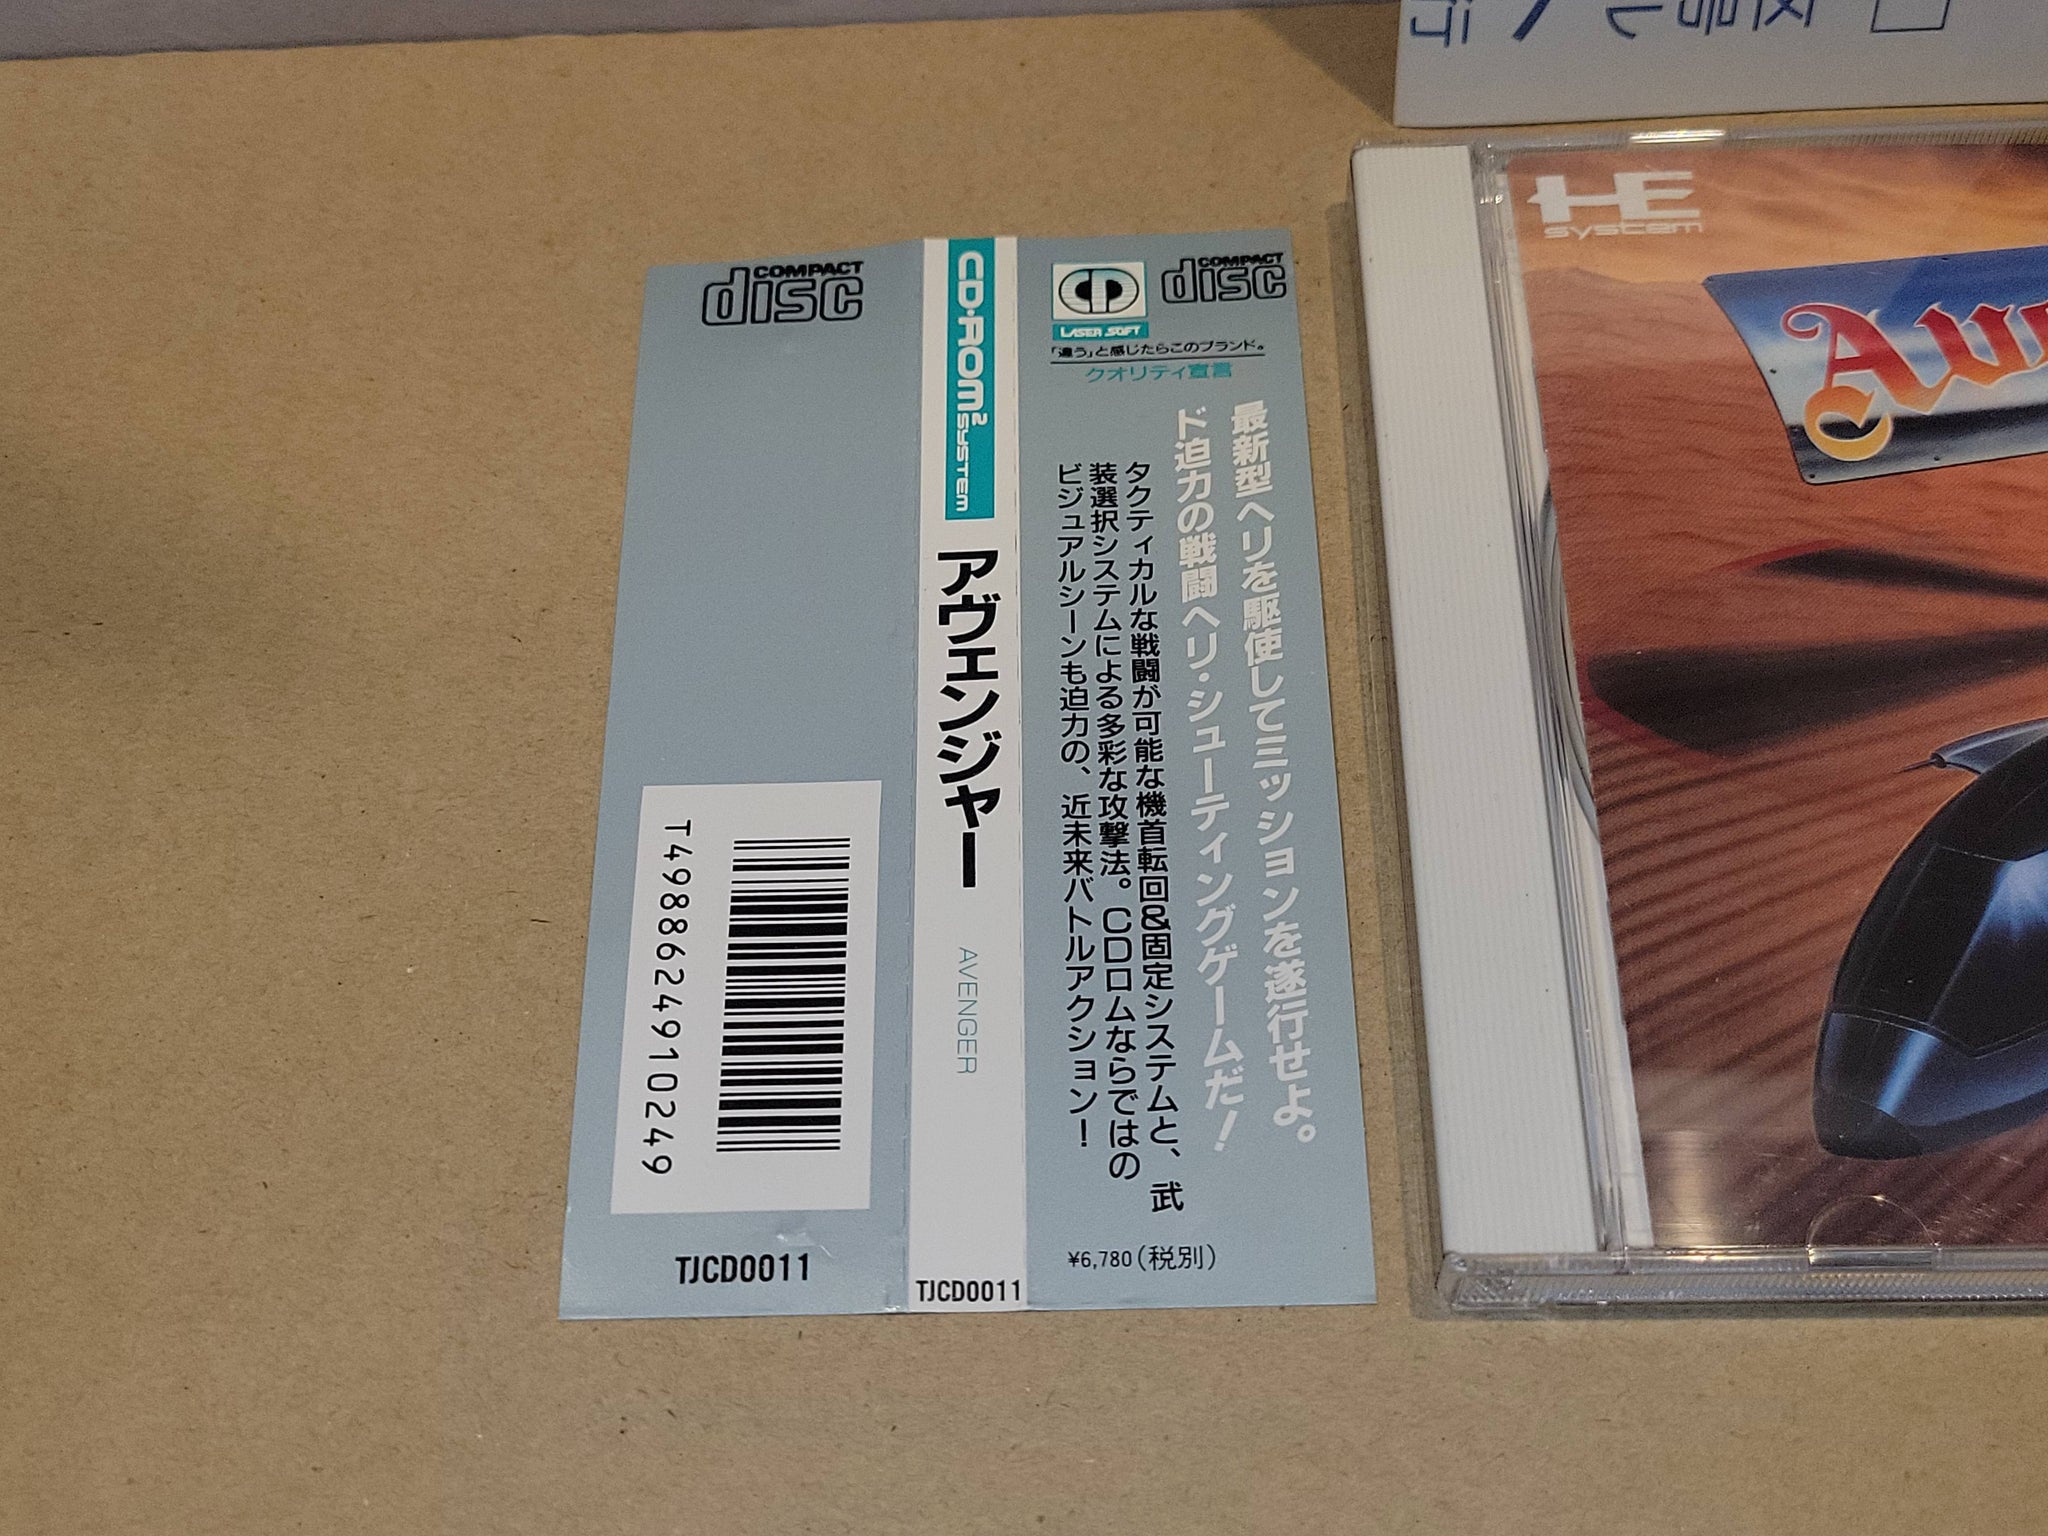 COMPACT
disc
T4988624910249
TJCD0011
CD-ROM2 SYSTEM
アヴェンジャー
AVENGER
TJCD0011
LASER SOFT
COMPACT
disc
「違う」と感じたらこのブランド。
クオリティ宣言
最新型ヘリを駆使してミッションを遂行せよ。
ド迫力の戦闘ヘリ・シューティングゲームだ!
タクティカルな戦闘が可能な機首転回&固定システムと、武
装選択システムによる多彩な攻撃法。CDロムならではの
ビジュアルシーンも迫力の、近未来バトルアクション!
¥6,780(税別)
HE
system